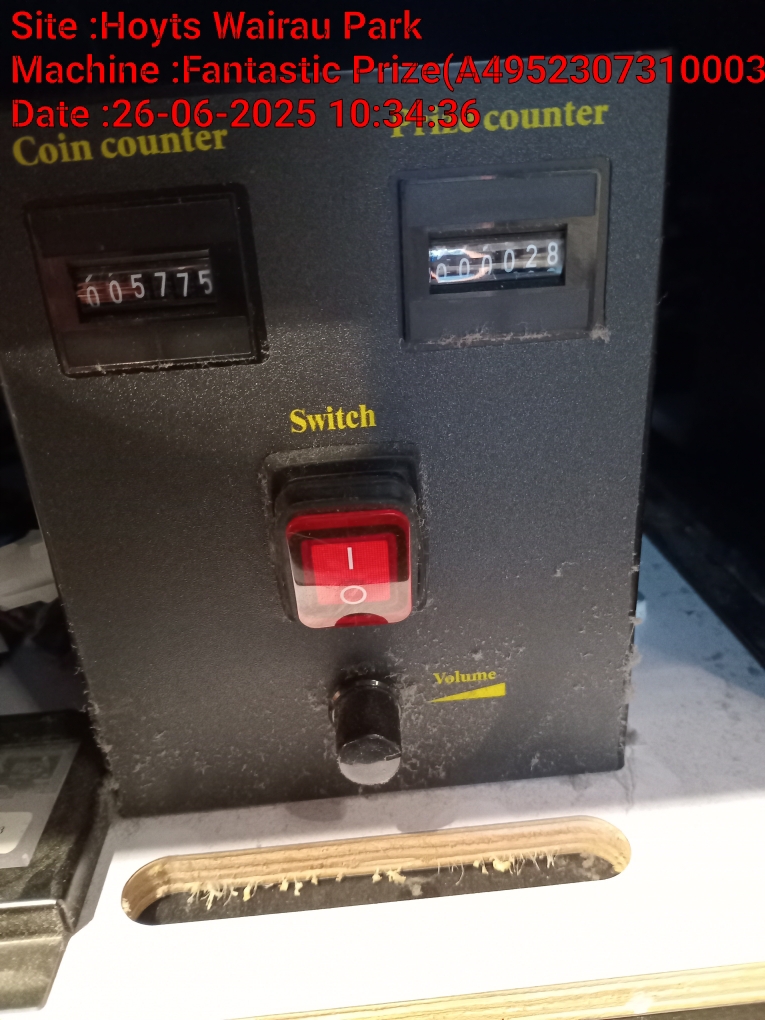 Site :Hoyts Wairau Park
Machine :Fantastic Prize(A4952307310003
Date :26-06-2025 10:34:36
Coin counter
Prize counter
005775
000028
Switch
I
O
Volume